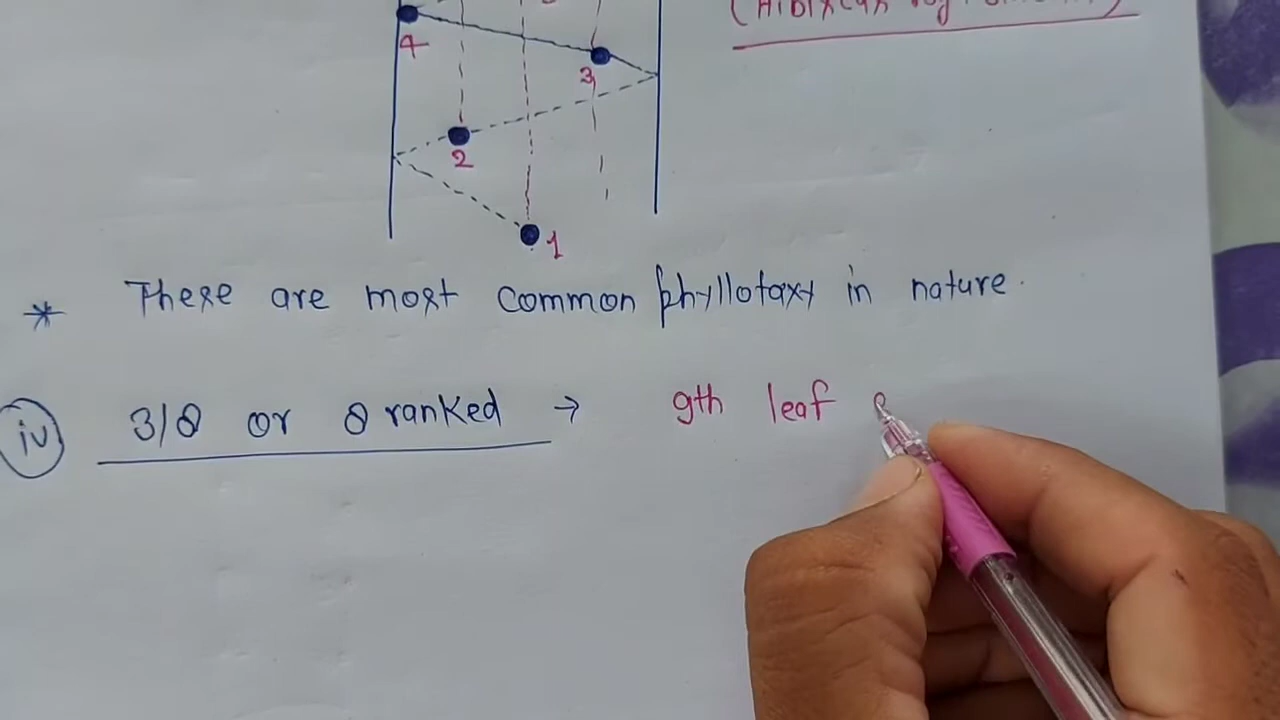 4
3
2
1
* These are most common phyllotaxy in nature.
iv 3/8 or 8 ranked → 9th leaf